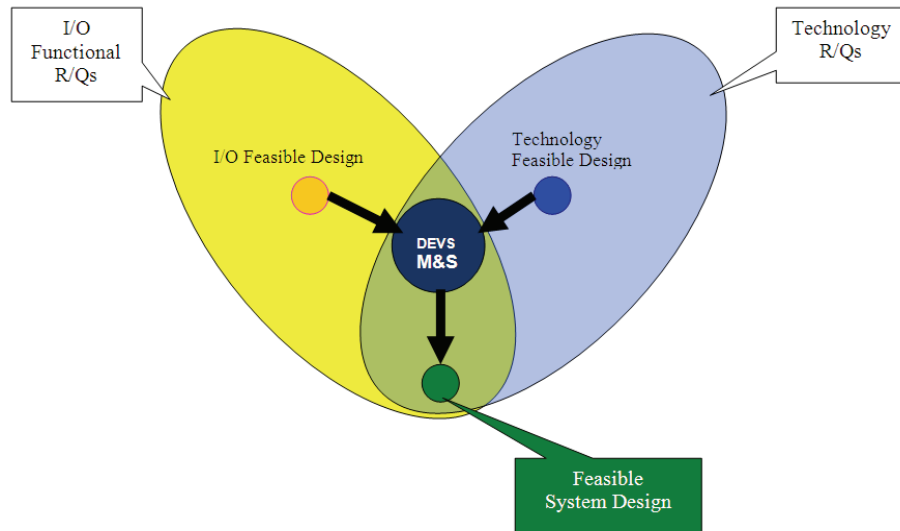 I/O
Functional
R/Qs
Technology
R/Qs
I/O Feasible Design
Technology
Feasible Design
DEVS
M&S
Feasible
System Design